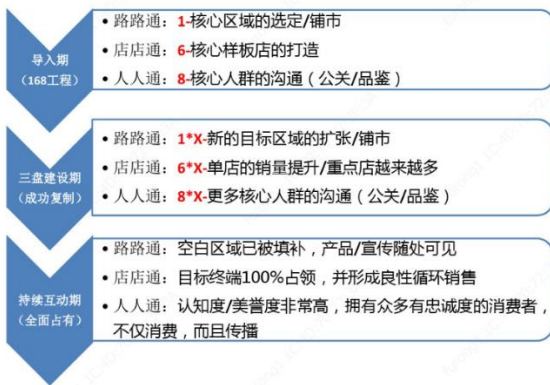 导入期
（168工程）
• 路路通：1-核心区域的选定/铺市
• 店店通：6-核心样板店的打造
• 人人通：8-核心人群的沟通（公关/品鉴）
三盘建设期
（成功复制）
• 路路通：1*X-新的目标区域的扩张/铺市
• 店店通：6*X-单店的销量提升/重点店越来越多
• 人人通：8*X-更多核心人群的沟通（公关/品鉴）
持续互动期
（全面占有）
• 路路通：空白区域已被填补，产品/宣传随处可见
• 店店通：目标终端100%占领，并形成良性循环销售
• 人人通：认知度/美誉度非常高，拥有众多有忠诚度的消费者，
不仅消费，而且传播